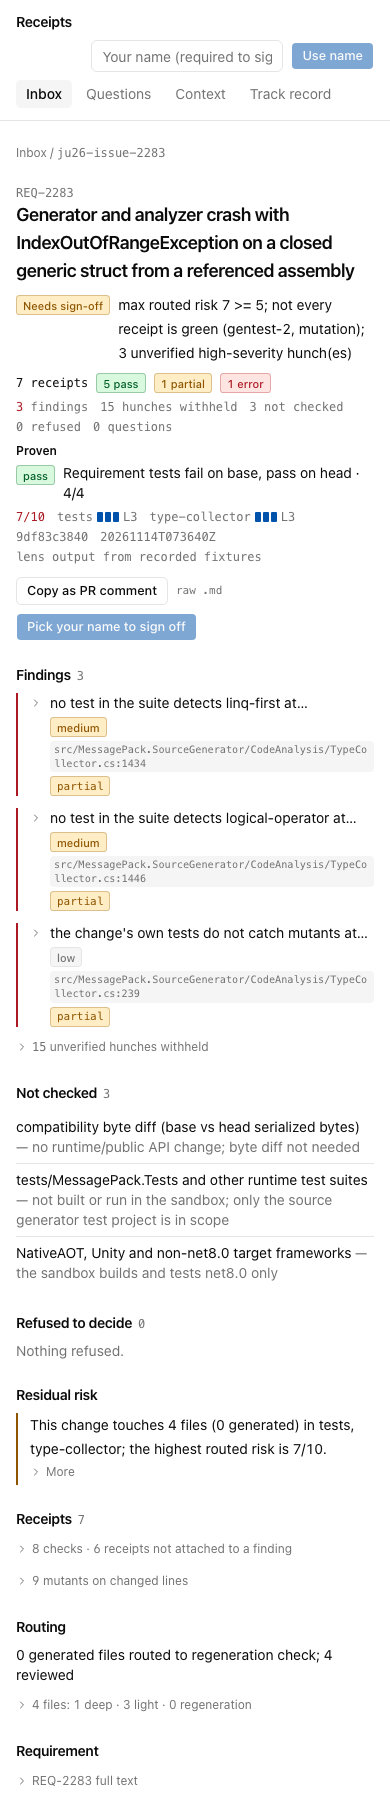 Receipts
Your name (required to sig
Use name
Inbox
Questions
Context
Track record
Inbox / ju26-issue-2283
REQ-2283
Generator and analyzer crash with
IndexOutOfRangeException on a closed
generic struct from a referenced assembly
Needs sign-off
max routed risk 7 >= 5; not every
receipt is green (gentest-2, mutation);
3 unverified high-severity hunch(es)
7 receipts 5 pass 1 partial 1 error
3 findings 15 hunches withheld 3 not checked
0 refused 0 questions
Proven
pass
Requirement tests fail on base, pass on head ·
4/4
7/10 tests L3 type-collector L3
9df83c3840 20261114T073640Z
lens output from recorded fixtures
Copy as PR comment raw .md
Pick your name to sign off
Findings 3
no test in the suite detects linq-first at...
medium
src/MessagePack.SourceGenerator/CodeAnalysis/TypeCo
llector.cs:1434
partial
no test in the suite detects logical-operator at...
medium
src/MessagePack.SourceGenerator/CodeAnalysis/TypeCo
llector.cs:1446
partial
the change's own tests do not catch mutants at...
low
src/MessagePack.SourceGenerator/CodeAnalysis/TypeCo
llector.cs:239
partial
15 unverified hunches withheld
Not checked 3
compatibility byte diff (base vs head serialized bytes)
— no runtime/public API change; byte diff not needed
tests/MessagePack.Tests and other runtime test suites
— not built or run in the sandbox; only the source
generator test project is in scope
NativeAOT, Unity and non-net8.0 target frameworks —
the sandbox builds and tests net8.0 only
Refused to decide 0
Nothing refused.
Residual risk
This change touches 4 files (0 generated) in tests,
type-collector; the highest routed risk is 7/10.
More
Receipts 7
8 checks · 6 receipts not attached to a finding
9 mutants on changed lines
Routing
0 generated files routed to regeneration check; 4
reviewed
4 files: 1 deep · 3 light · 0 regeneration
Requirement
REQ-2283 full text